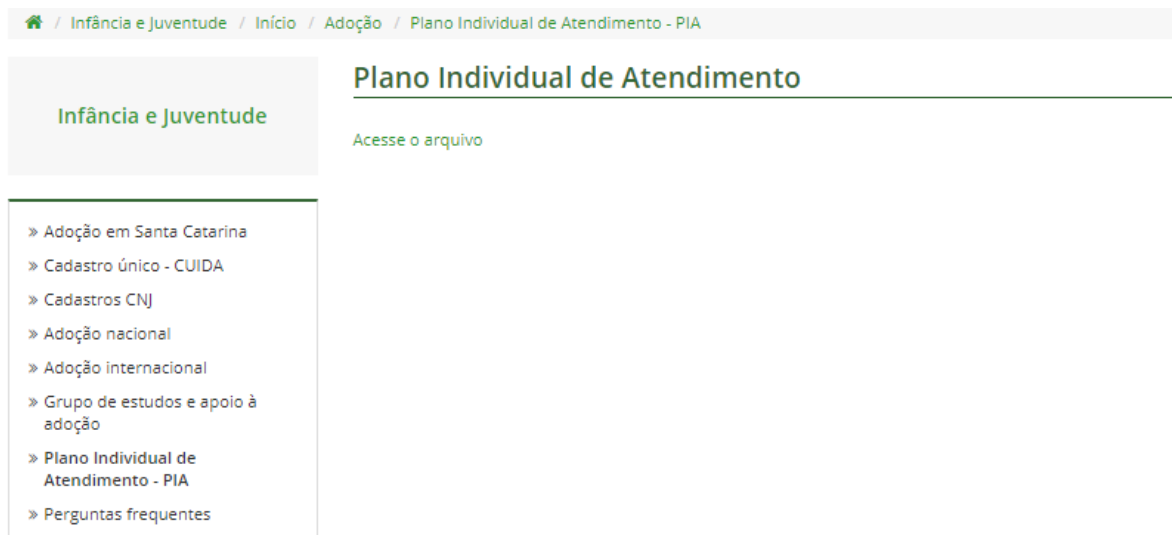 / Infância e Juventude / Início / Adoção / Plano Individual de Atendimento - PIA
Infância e Juventude
Plano Individual de Atendimento
Acesse o arquivo
» Adoção em Santa Catarina
» Cadastro único - CUIDA
» Cadastros CNJ
» Adoção nacional
» Adoção internacional
» Grupo de estudos e apoio à
adoção
» Plano Individual de
Atendimento - PIA
» Perguntas frequentes